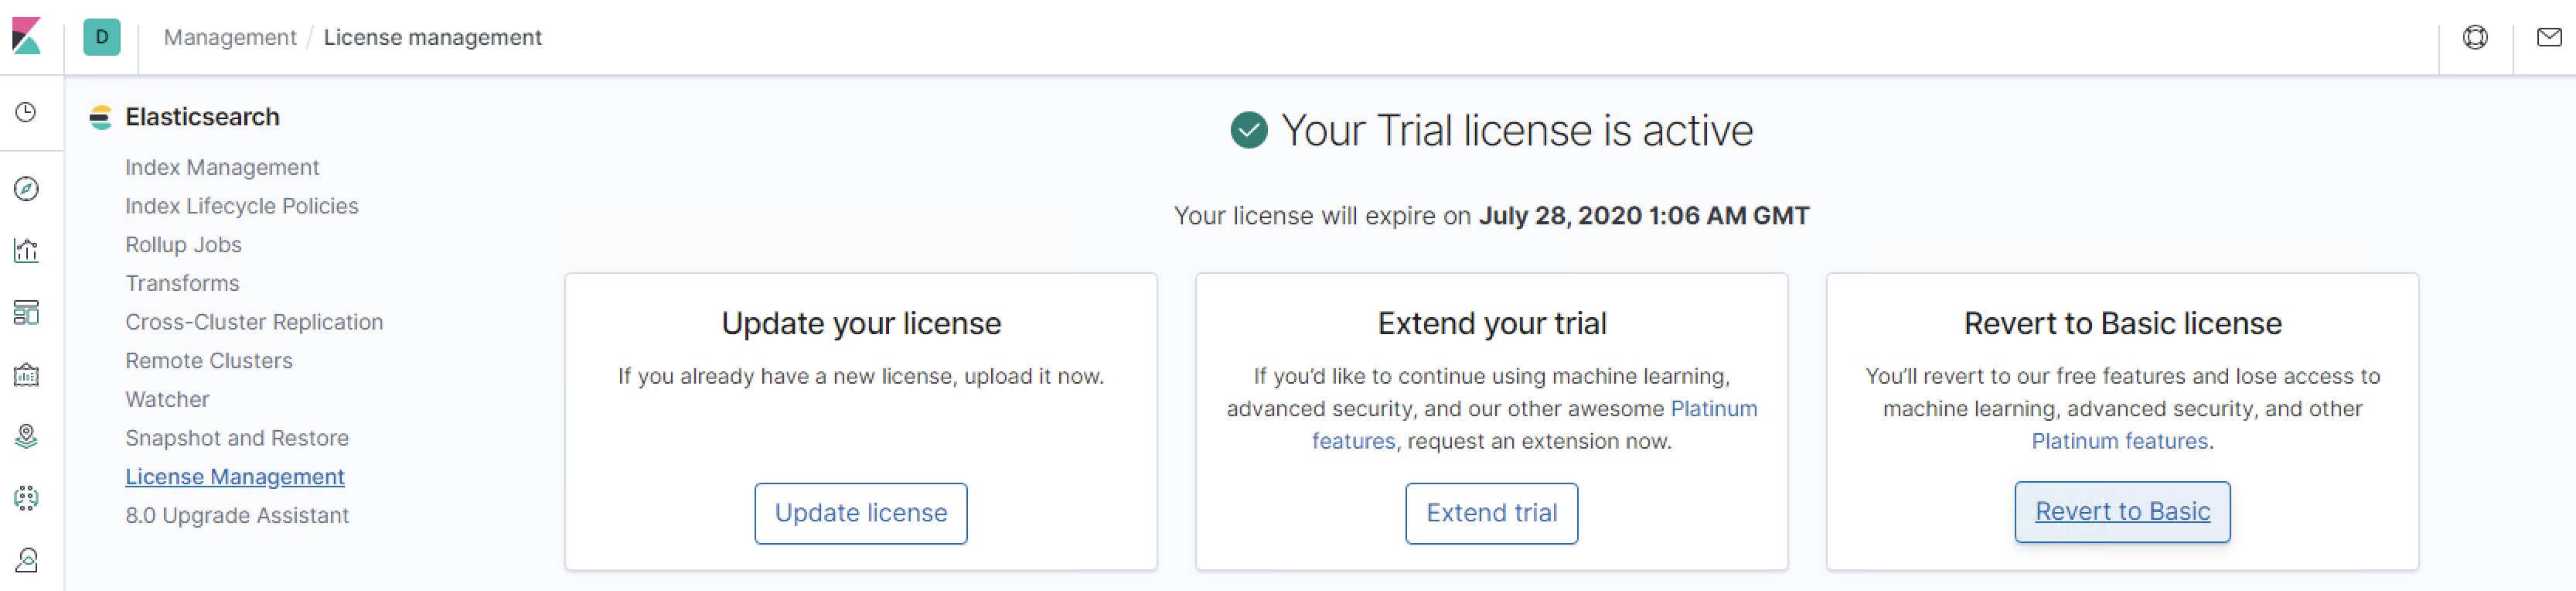 D
Management / License management
Elasticsearch
Index Management
Index Lifecycle Policies
Rollup Jobs
Transforms
Cross-Cluster Replication
Remote Clusters
Watcher
Snapshot and Restore
License Management
8.0 Upgrade Assistant
Your Trial license is active
Your license will expire on July 28, 2020 1:06 AM GMT
Update your license
If you already have a new license, upload it now.
Update license
Extend your trial
If you’d like to continue using machine learning,
advanced security, and our other awesome Platinum
features, request an extension now.
Extend trial
Revert to Basic license
You’ll revert to our free features and lose access to
machine learning, advanced security, and other
Platinum features.
Revert to Basic